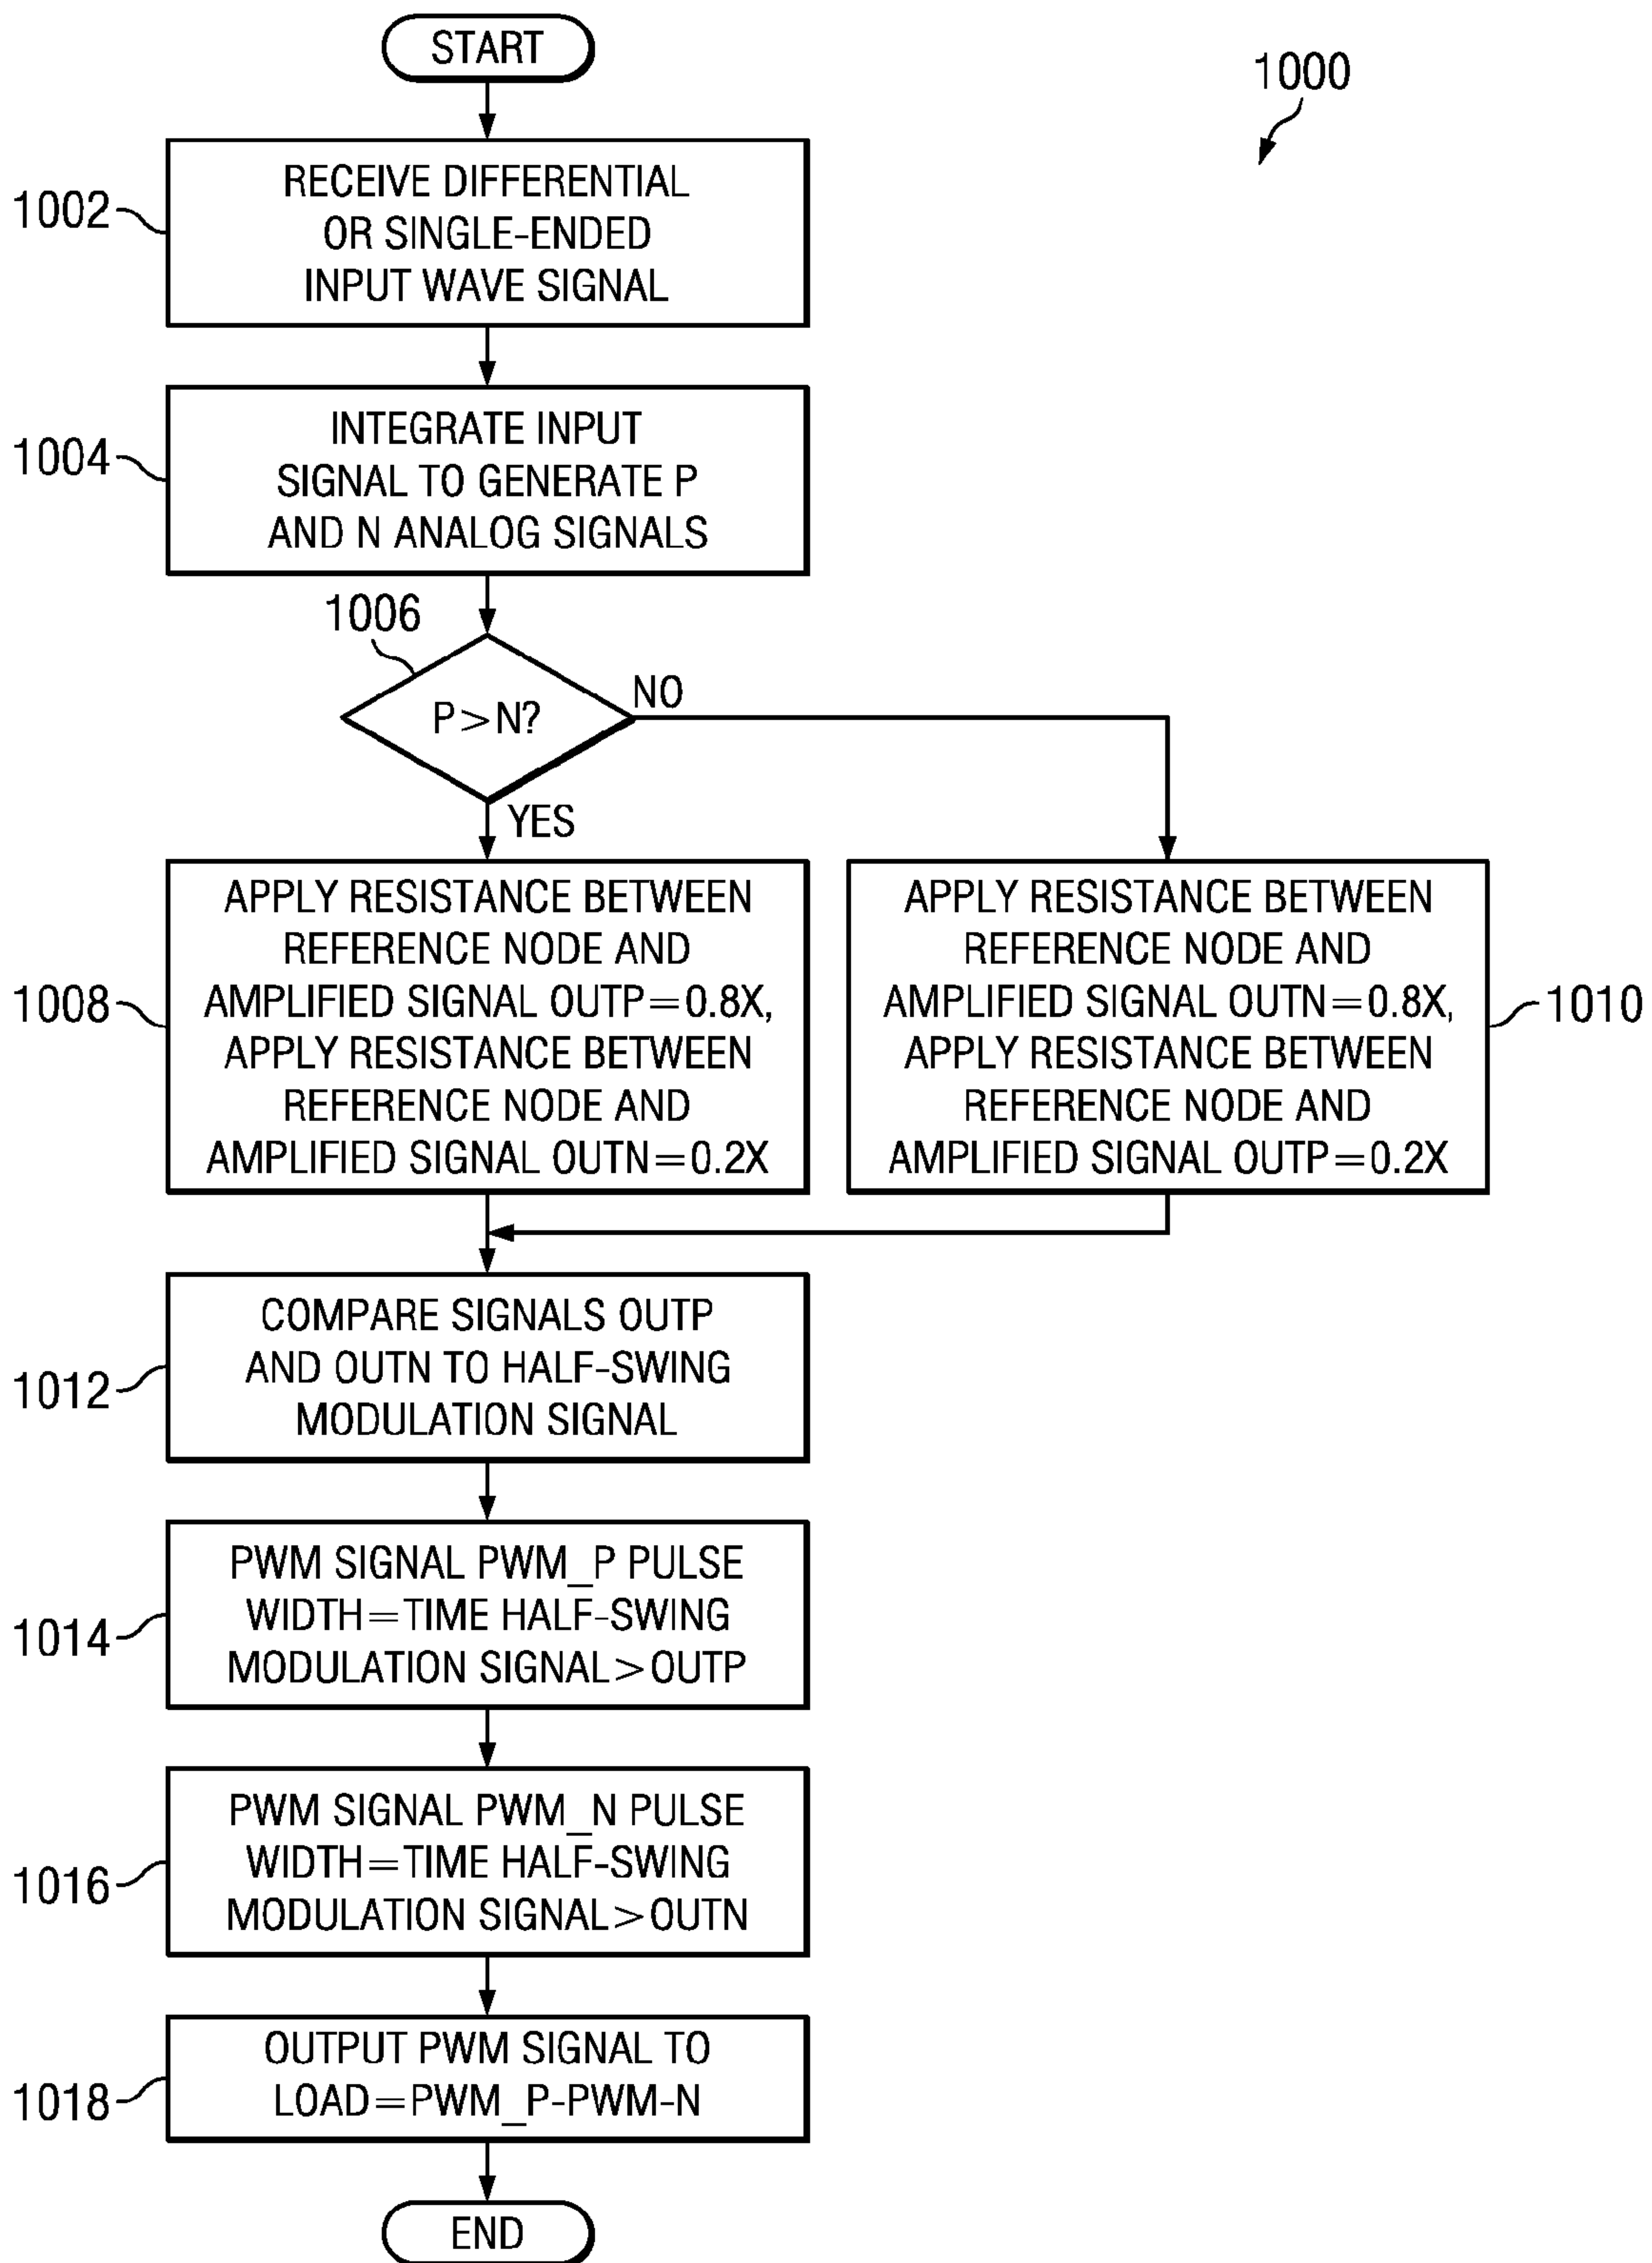 START
1000
1002
RECEIVE DIFFERENTIAL
OR SINGLE-ENDED
INPUT WAVE SIGNAL
1004
INTEGRATE INPUT
SIGNAL TO GENERATE P
AND N ANALOG SIGNALS
1006
P>N?
NO
YES
1008
APPLY RESISTANCE BETWEEN
REFERENCE NODE AND
AMPLIFIED SIGNAL OUTP=0.8X,
APPLY RESISTANCE BETWEEN
REFERENCE NODE AND
AMPLIFIED SIGNAL OUTN=0.2X
APPLY RESISTANCE BETWEEN
REFERENCE NODE AND
AMPLIFIED SIGNAL OUTN=0.8X,
APPLY RESISTANCE BETWEEN
REFERENCE NODE AND
AMPLIFIED SIGNAL OUTP=0.2X
1010
1012
COMPARE SIGNALS OUTP
AND OUTN TO HALF-SWING
MODULATION SIGNAL
1014
PWM SIGNAL PWM_P PULSE
WIDTH=TIME HALF-SWING
MODULATION SIGNAL>OUTP
1016
PWM SIGNAL PWM_N PULSE
WIDTH=TIME HALF-SWING
MODULATION SIGNAL>OUTN
1018
OUTPUT PWM SIGNAL TO
LOAD=PWM_P-PWM-N
END